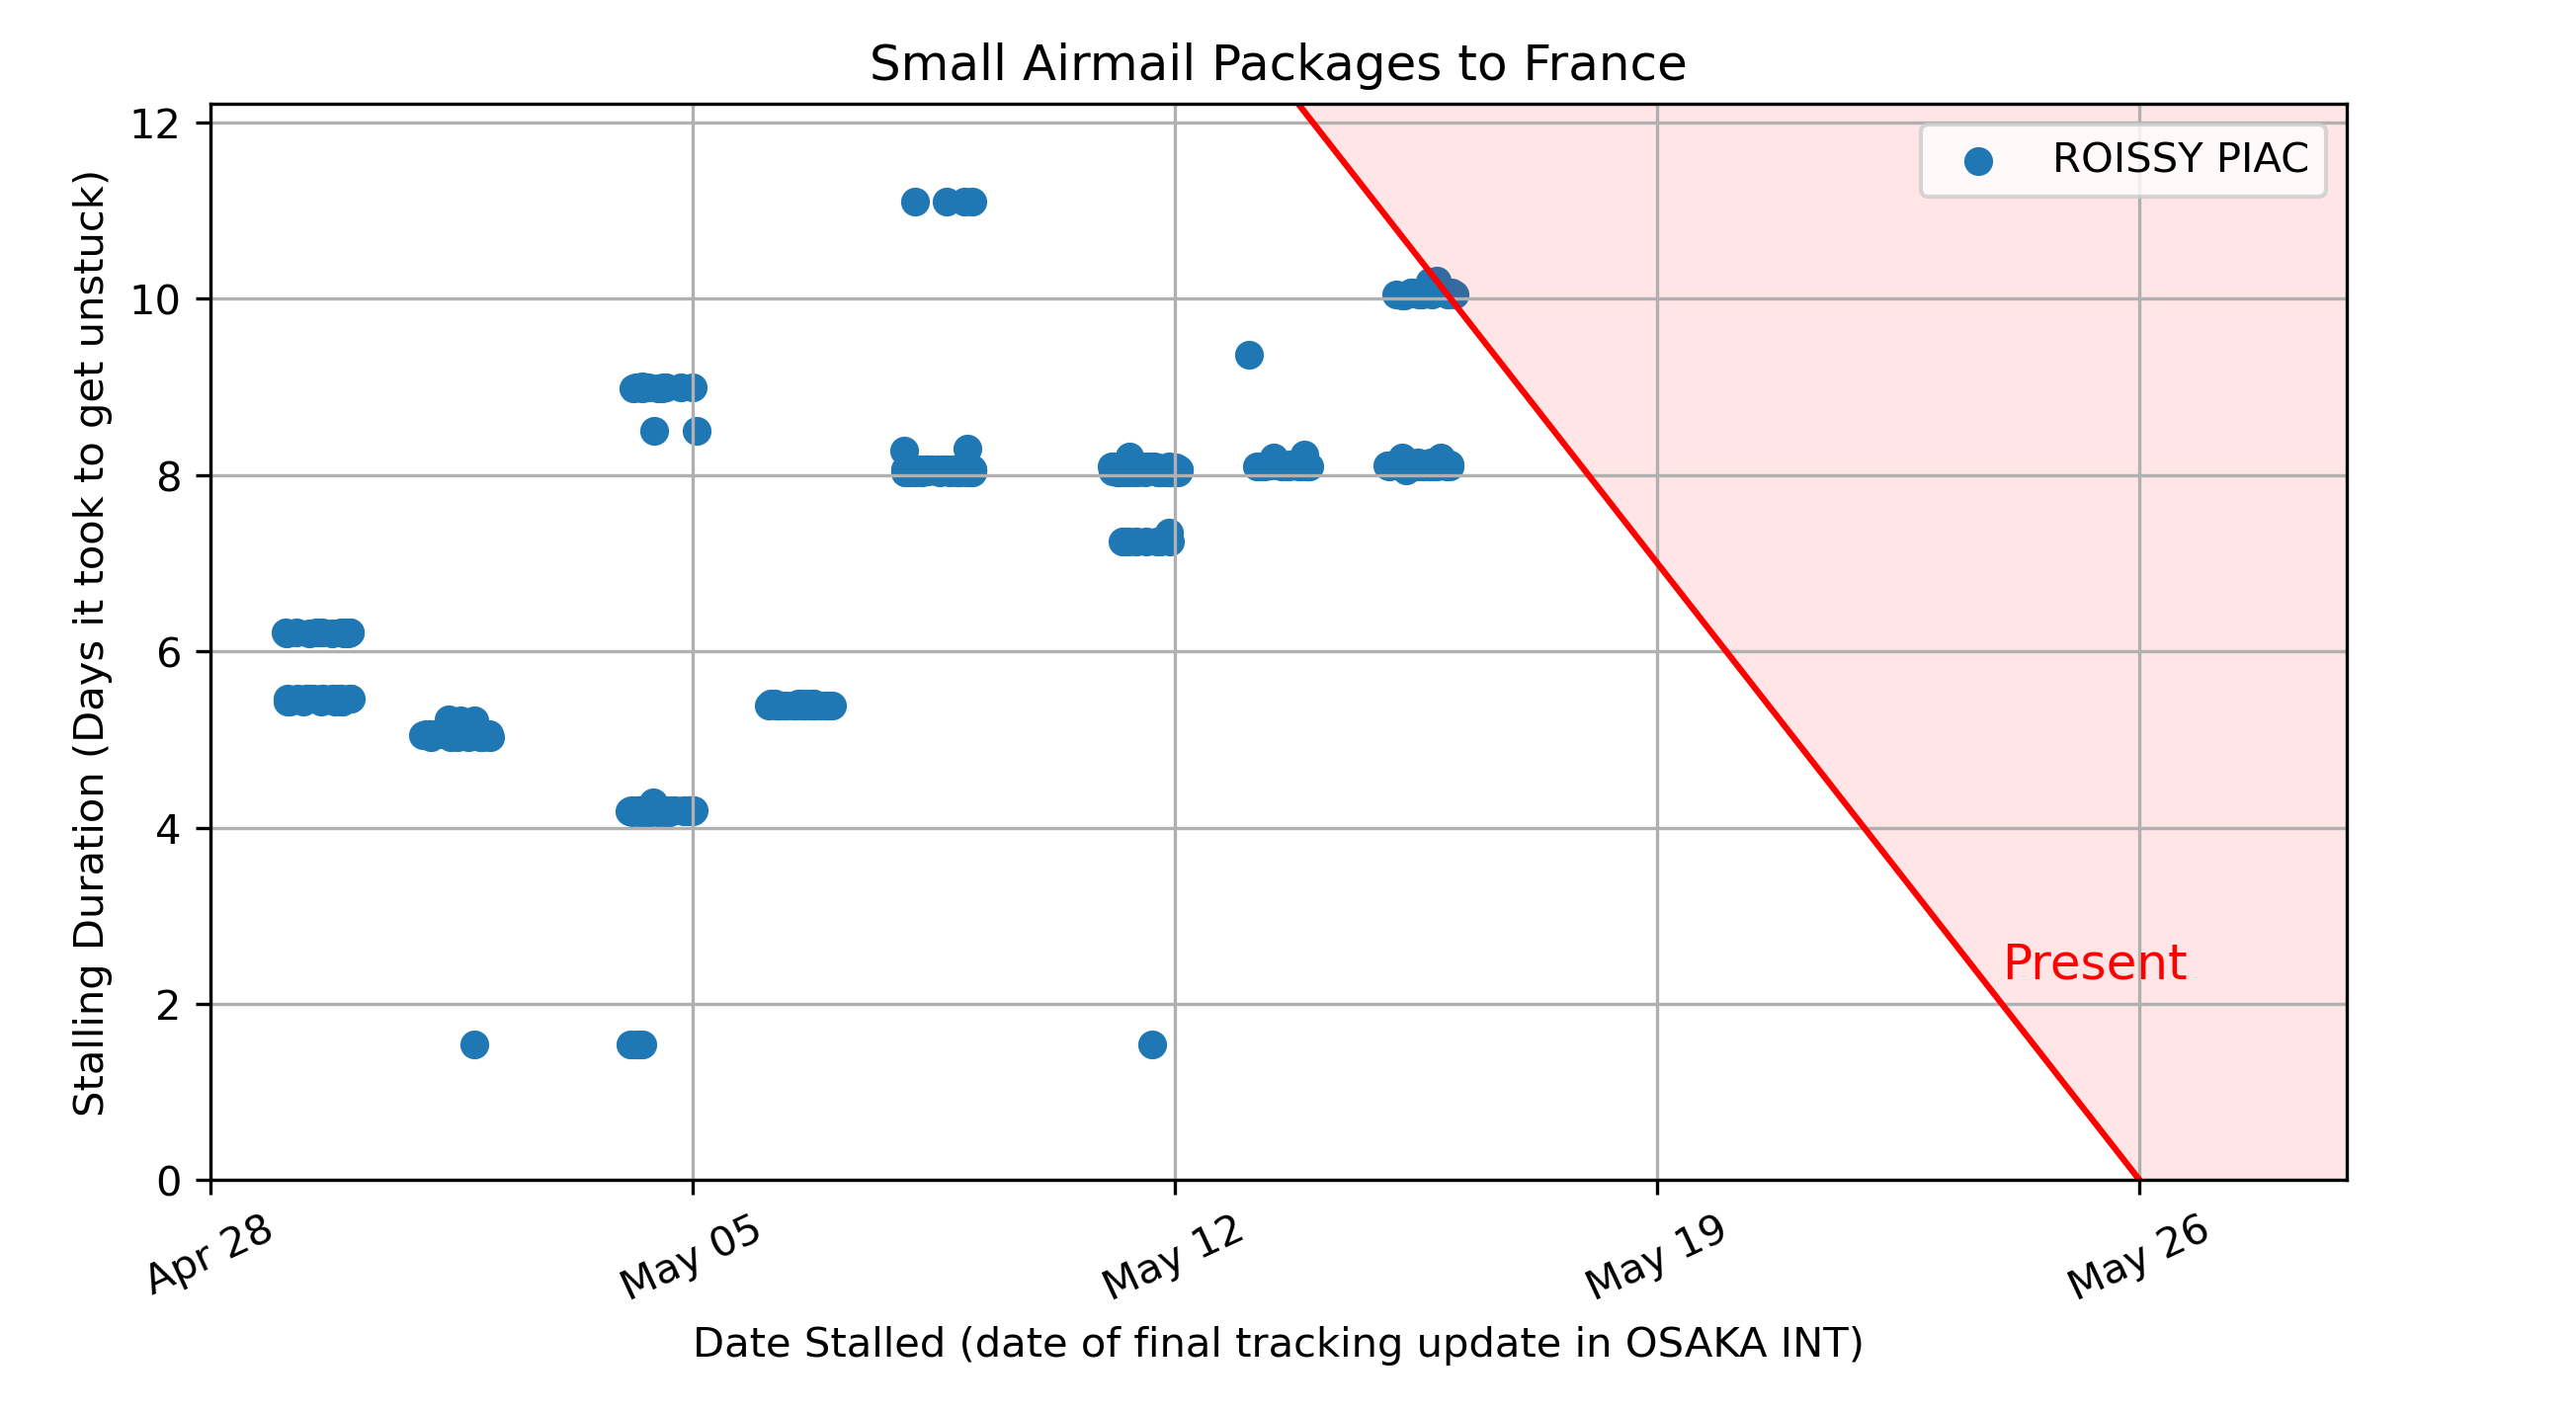 Small Airmail Packages to France
Stalling Duration (Days it took to get unstuck)
12
10
8
6
4
2
0
ROISSY PIAC
Present
Apr 28
May 05
May 12
May 19
May 26
Date Stalled (date of final tracking update in OSAKA INT)